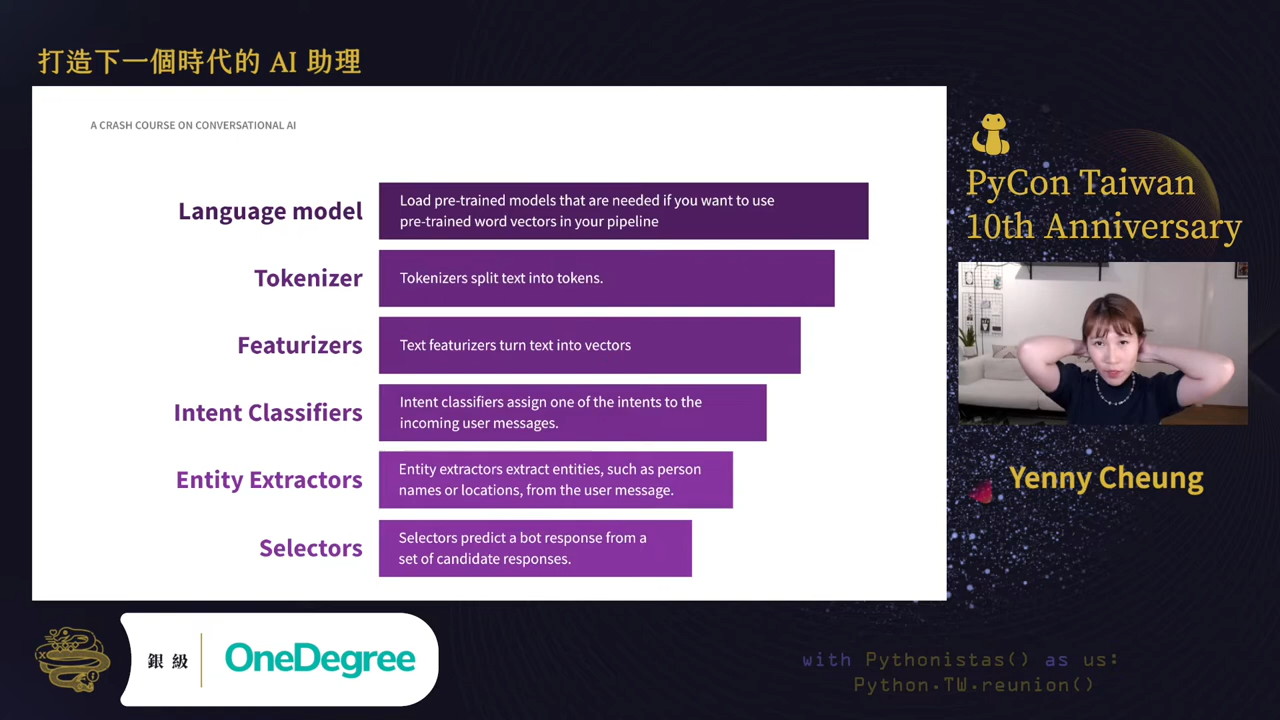 打造下一個時代的 AI 助理
A CRASH COURSE ON CONVERSATIONAL AI
Language model
Load pre-trained models that are needed if you want to use
pre-trained word vectors in your pipeline
Tokenizer
Tokenizers split text into tokens.
Featurizers
Text featurizers turn text into vectors
Intent Classifiers
Intent classifiers assign one of the intents to the
incoming user messages.
Entity Extractors
Entity extractors extract entities, such as person
names or locations, from the user message.
Selectors
Selectors predict a bot response from a
set of candidate responses.
PyCon Taiwan
10th Anniversary
Yenny Cheung
銀級
OneDegree
with Pythonistas() as us:
Python.TW.reunion()